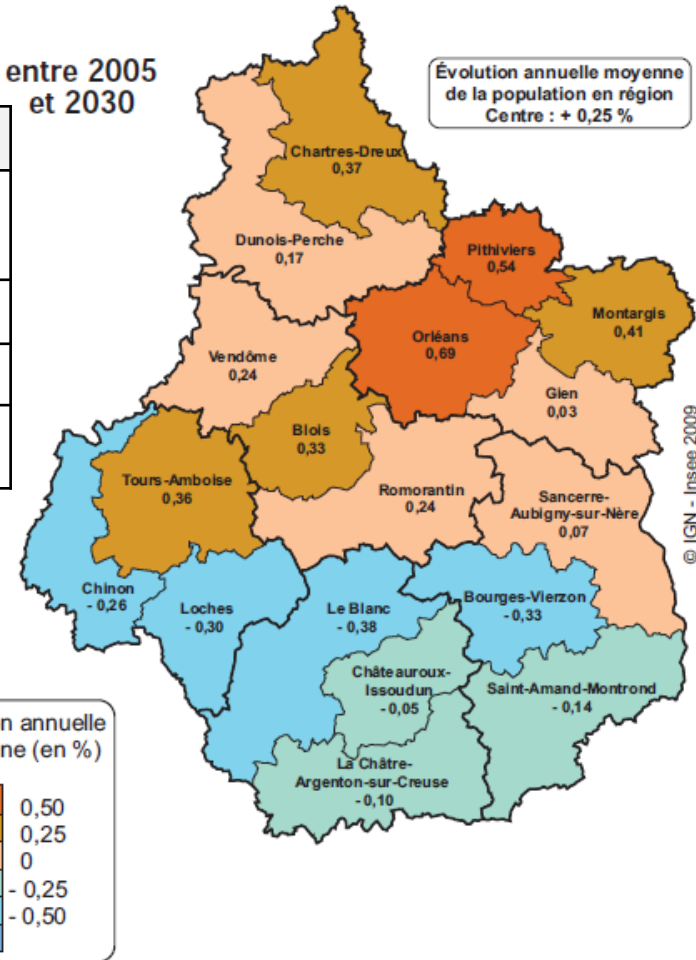 entre 2005
et 2030
Évolution annuelle moyenne
de la population en région
Centre : + 0,25 %
Chartres-Dreux
0,37
Dunois-Perche
0,17
Pithiviers
0,54
Montargis
0,41
Orléans
0,69
Vendôme
0,24
Gien
0,03
Blois
0,33
Tours-Amboise
0,36
Romorantin
0,24
Sancerre-
Aubigny-sur-Nère
0,07
© IGN - Insee 2009
Chinon
- 0,26
Loches
- 0,30
Le Blanc
- 0,38
Bourges-Vierzon
- 0,33
Châteauroux-
Issoudun
- 0,05
Saint-Amand-Montrond
- 0,14
La Châtre-
Argenton-sur-Creuse
- 0,10
n annuelle
ne (en %)
0,50
0,25
0
- 0,25
- 0,50